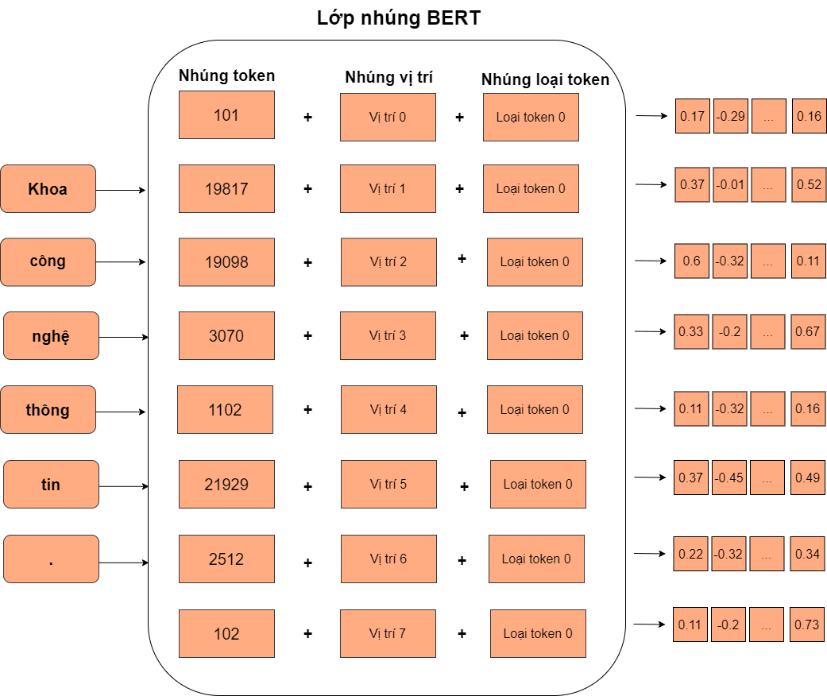 Lớp nhúng BERT
Nhúng token Nhúng vị trí Nhúng loại token
101 + Vị trí 0 + Loại token 0 0.17 -0.29 ... 0.16
Khoa 19817 + Vị trí 1 + Loại token 0 0.37 -0.01 ... 0.52
công 19098 + Vị trí 2 + Loại token 0 0.6 -0.32 ... 0.11
nghệ 3070 + Vị trí 3 + Loại token 0 0.33 -0.2 ... 0.67
thông 1102 + Vị trí 4 + Loại token 0 0.11 -0.32 ... 0.16
tin 21929 + Vị trí 5 + Loại token 0 0.37 -0.45 ... 0.49
. 2512 + Vị trí 6 + Loại token 0 0.22 -0.32 ... 0.34
102 + Vị trí 7 + Loại token 0 0.11 -0.2 ... 0.73